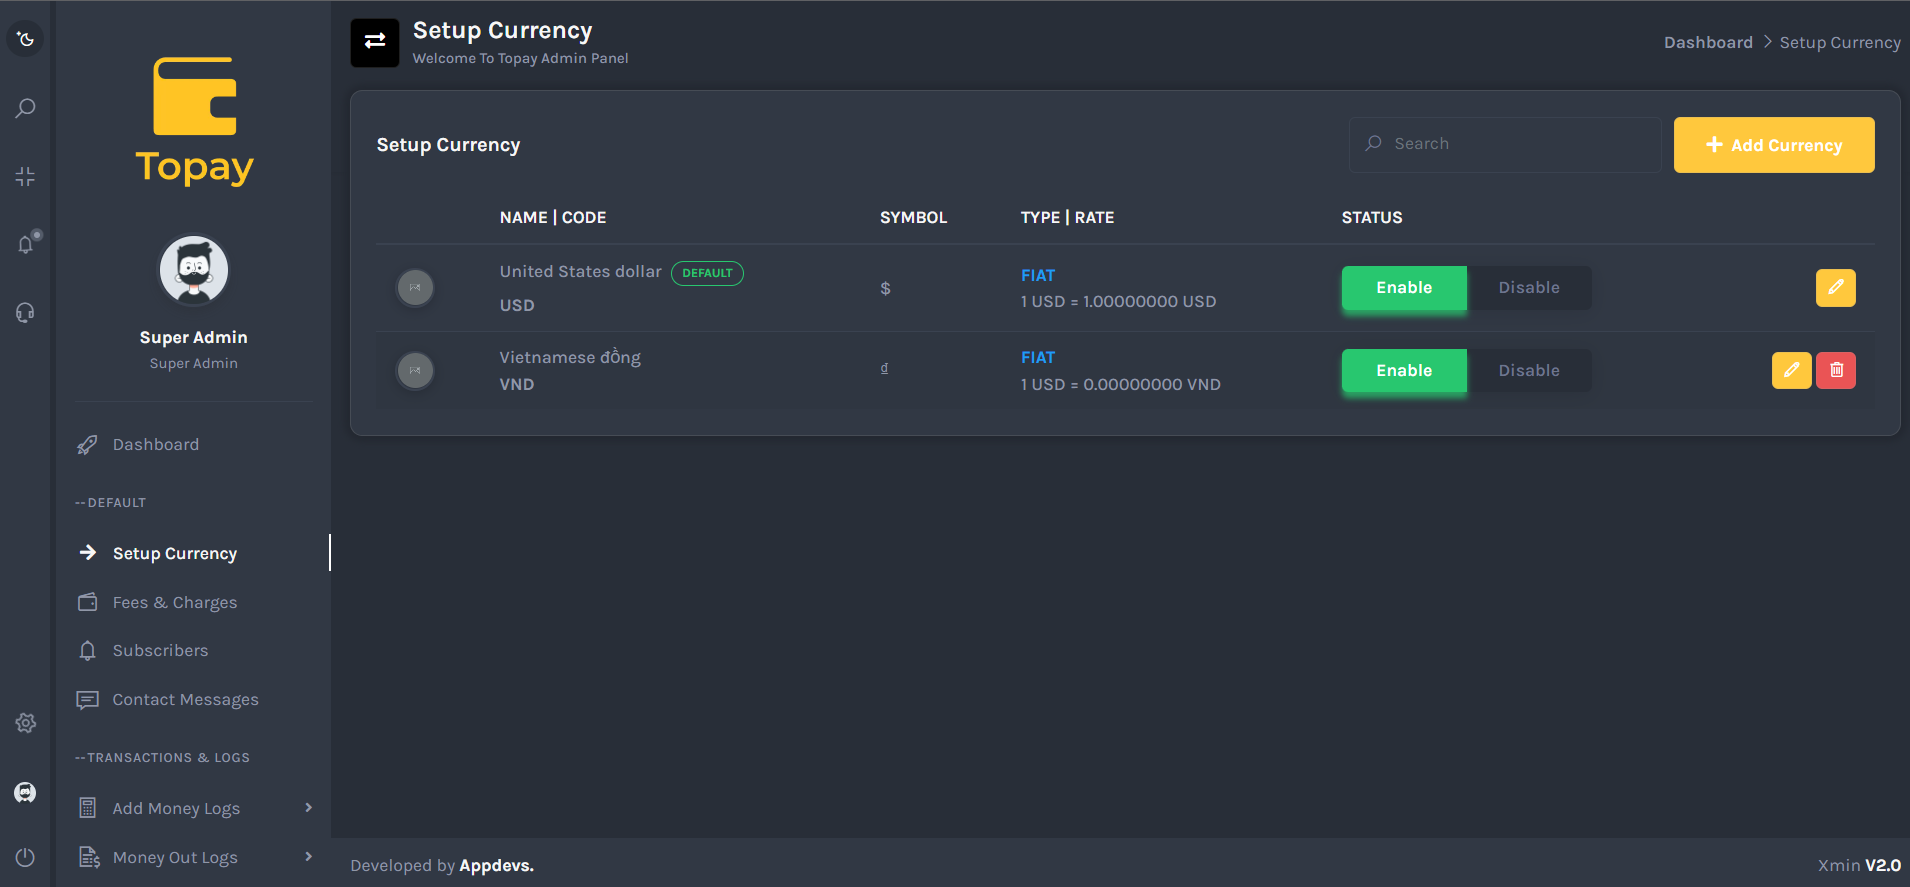 Setup Currency
Welcome To Topay Admin Panel
Dashboard > Setup Currency
Topay
Super Admin
Super Admin
Dashboard
--DEFAULT
Setup Currency
Fees & Charges
Subscribers
Contact Messages
--TRANSACTIONS & LOGS
Add Money Logs
Money Out Logs
Setup Currency
Search
Add Currency
NAME | CODE SYMBOL TYPE | RATE STATUS
United States dollar DEFAULT
USD
$
FIAT
1 USD = 1.00000000 USD
Enable Disable
Vietnamese đồng
VND
₫
FIAT
1 USD = 0.00000000 VND
Enable Disable
Developed by Appdevs.
Xmin V2.0